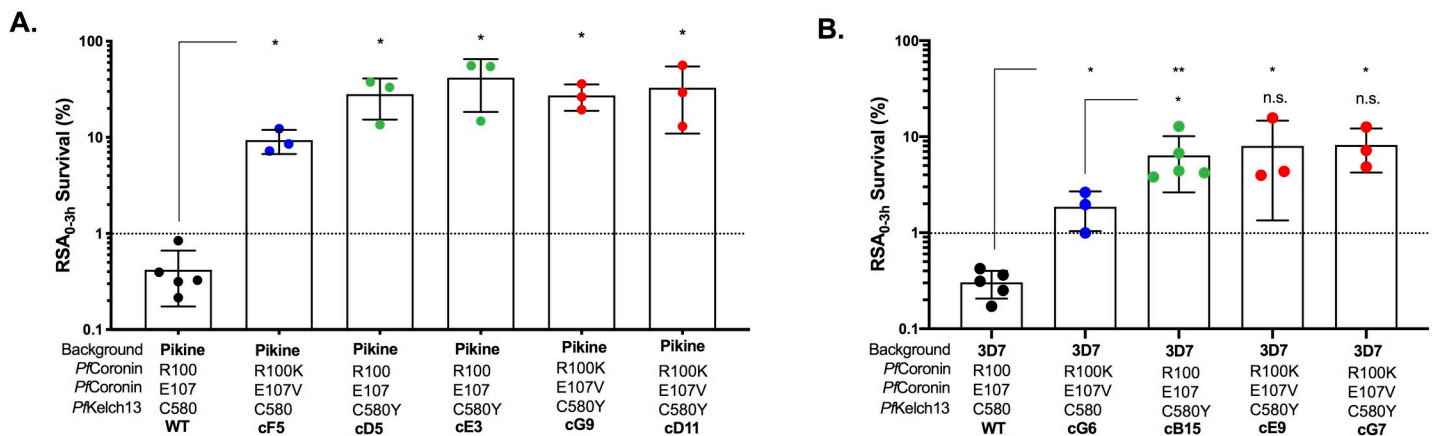 A.
RSA0-3h Survival (%)
100
10
1
0.1
* * * * *
Background Pikine Pikine Pikine Pikine Pikine Pikine
PfCoronin R100 R100K R100 R100 R100K R100K
PfCoronin E107 E107V E107 E107 E107V E107V
PfKelch13 C580 C580 C580Y C580Y C580Y C580Y
WT cF5 cD5 cE3 cG9 cD11
B.
RSA0-3h Survival (%)
100
10
1
0.1
* ** * *
* n.s. n.s.
Background 3D7 3D7 3D7 3D7 3D7
PfCoronin R100 R100K R100 R100K R100K
PfCoronin E107 E107V E107 E107V E107V
PfKelch13 C580 C580 C580Y C580Y C580Y
WT cG6 cB15 cE9 cG7